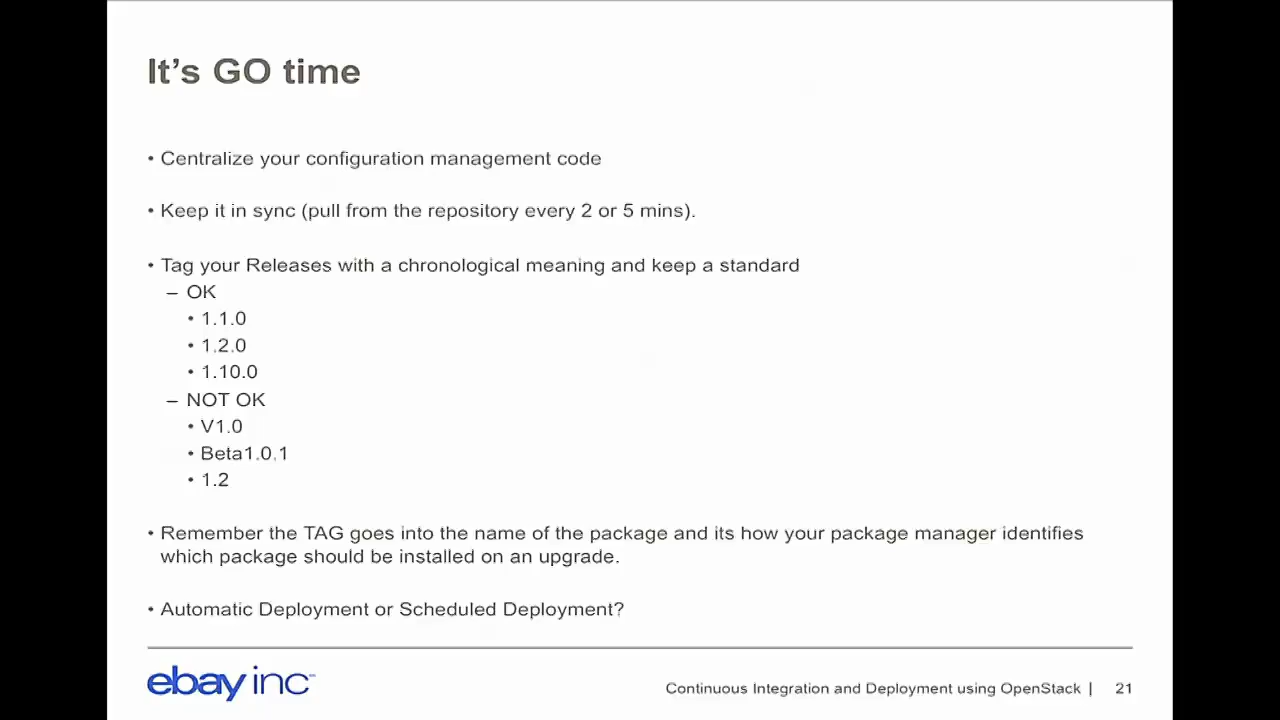 It's GO time
• Centralize your configuration management code
• Keep it in sync (pull from the repository every 2 or 5 mins).
• Tag your Releases with a chronological meaning and keep a standard
– OK
• 1.1.0
• 1.2.0
• 1.10.0
– NOT OK
• V1.0
• Beta1.0.1
• 1.2
• Remember the TAG goes into the name of the package and its how your package manager identifies
which package should be installed on an upgrade.
• Automatic Deployment or Scheduled Deployment?
ebay inc™
Continuous Integration and Deployment using OpenStack | 21